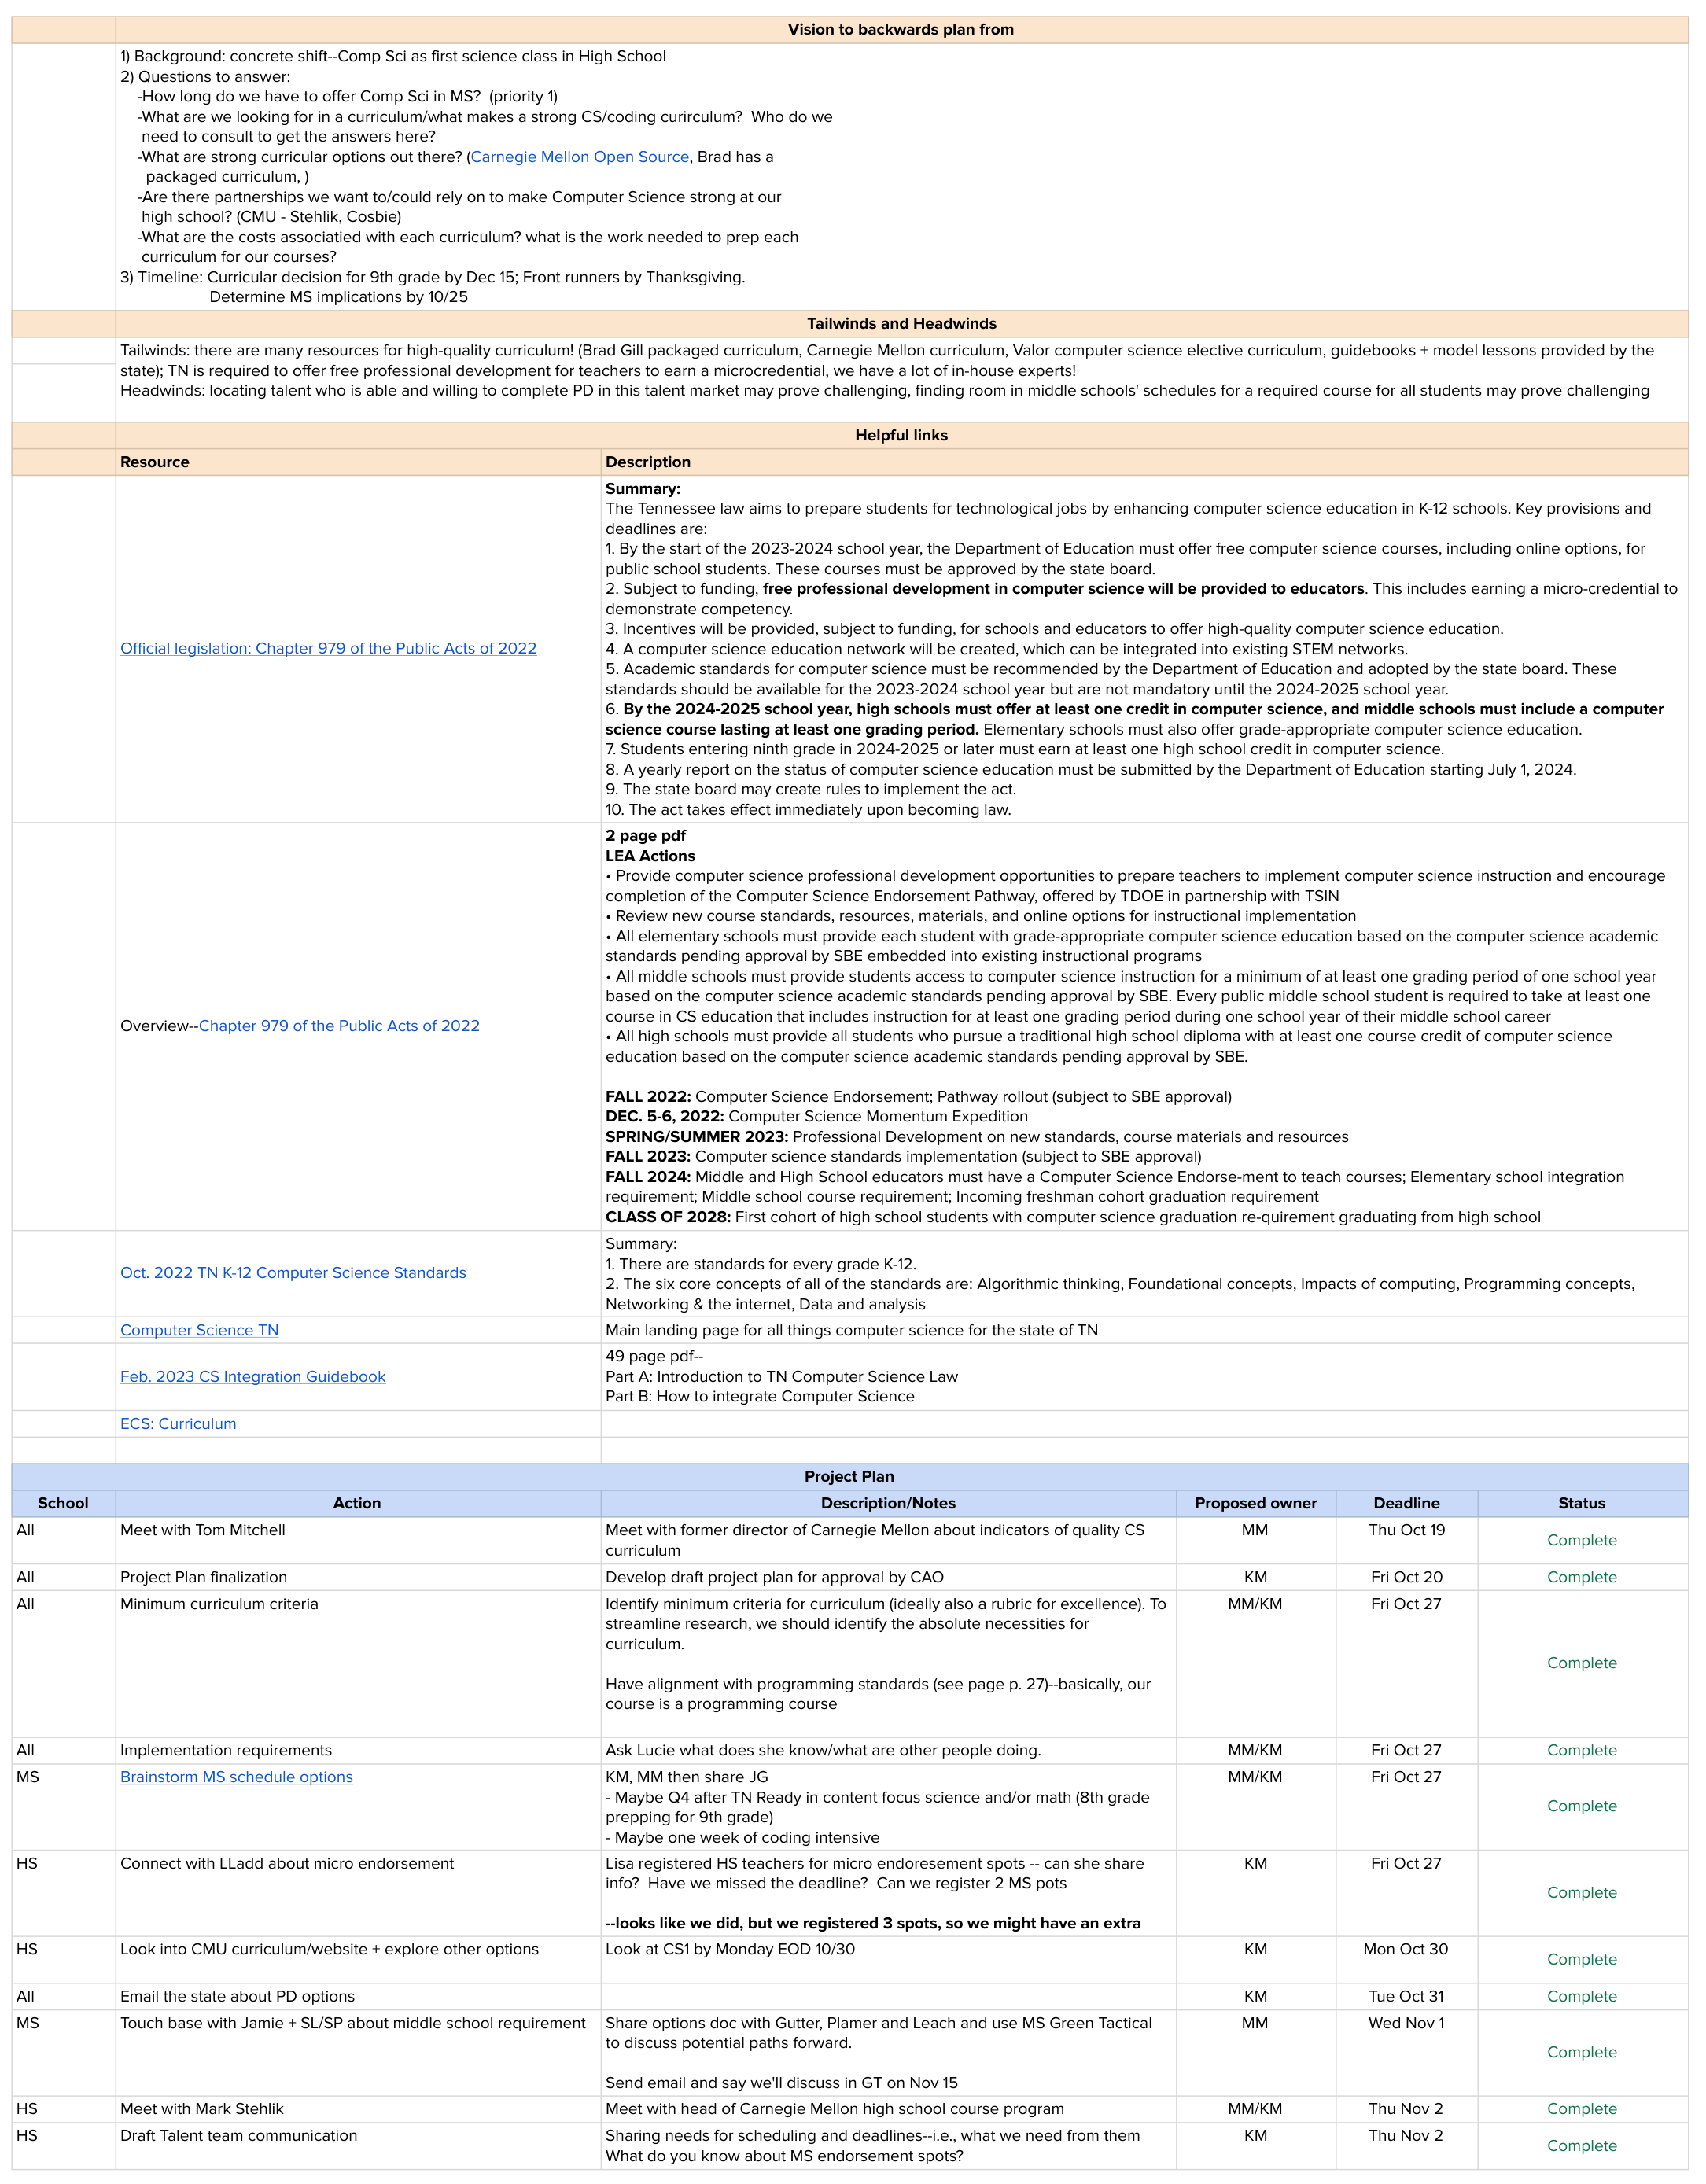 Vision to backwards plan from
1) Background: concrete shift--Comp Sci as first science class in High School
2) Questions to answer:
-How long do we have to offer Comp Sci in MS?  (priority 1)
-What are we looking for in a curriculum/what makes a strong CS/coding curirculum?  Who do we
need to consult to get the answers here?
-What are strong curricular options out there? (Carnegie Mellon Open Source, Brad has a
packaged curriculum, )
-Are there partnerships we want to/could rely on to make Computer Science strong at our
high school? (CMU - Stehlik, Cosbie)
-What are the costs associatied with each curriculum? what is the work needed to prep each
curriculum for our courses?
3) Timeline: Curricular decision for 9th grade by Dec 15; Front runners by Thanksgiving.
Determine MS implications by 10/25
Tailwinds and Headwinds
Tailwinds: there are many resources for high-quality curriculum! (Brad Gill packaged curriculum, Carnegie Mellon curriculum, Valor computer science elective curriculum, guidebooks + model lessons provided by the
state); TN is required to offer free professional development for teachers to earn a microcredential, we have a lot of in-house experts!
Headwinds: locating talent who is able and willing to complete PD in this talent market may prove challenging, finding room in middle schools' schedules for a required course for all students may prove challenging
Helpful links
Resource Description
Official legislation: Chapter 979 of the Public Acts of 2022
Summary:
The Tennessee law aims to prepare students for technological jobs by enhancing computer science education in K-12 schools. Key provisions and
deadlines are:
1. By the start of the 2023-2024 school year, the Department of Education must offer free computer science courses, including online options, for
public school students. These courses must be approved by the state board.
2. Subject to funding, free professional development in computer science will be provided to educators. This includes earning a micro-credential to
demonstrate competency.
3. Incentives will be provided, subject to funding, for schools and educators to offer high-quality computer science education.
4. A computer science education network will be created, which can be integrated into existing STEM networks.
5. Academic standards for computer science must be recommended by the Department of Education and adopted by the state board. These
standards should be available for the 2023-2024 school year but are not mandatory until the 2024-2025 school year.
6. By the 2024-2025 school year, high schools must offer at least one credit in computer science, and middle schools must include a computer
science course lasting at least one grading period. Elementary schools must also offer grade-appropriate computer science education.
7. Students entering ninth grade in 2024-2025 or later must earn at least one high school credit in computer science.
8. A yearly report on the status of computer science education must be submitted by the Department of Education starting July 1, 2024.
9. The state board may create rules to implement the act.
10. The act takes effect immediately upon becoming law.
Overview--Chapter 979 of the Public Acts of 2022
2 page pdf
LEA Actions
• Provide computer science professional development opportunities to prepare teachers to implement computer science instruction and encourage
completion of the Computer Science Endorsement Pathway, offered by TDOE in partnership with TSIN
• Review new course standards, resources, materials, and online options for instructional implementation
• All elementary schools must provide each student with grade-appropriate computer science education based on the computer science academic
standards pending approval by SBE embedded into existing instructional programs
• All middle schools must provide students access to computer science instruction for a minimum of at least one grading period of one school year
based on the computer science academic standards pending approval by SBE. Every public middle school student is required to take at least one
course in CS education that includes instruction for at least one grading period during one school year of their middle school career
• All high schools must provide all students who pursue a traditional high school diploma with at least one course credit of computer science
education based on the computer science academic standards pending approval by SBE.
FALL 2022: Computer Science Endorsement; Pathway rollout (subject to SBE approval)
DEC. 5-6, 2022: Computer Science Momentum Expedition
SPRING/SUMMER 2023: Professional Development on new standards, course materials and resources
FALL 2023: Computer science standards implementation (subject to SBE approval)
FALL 2024: Middle and High School educators must have a Computer Science Endorse-ment to teach courses; Elementary school integration
requirement; Middle school course requirement; Incoming freshman cohort graduation requirement
CLASS OF 2028: First cohort of high school students with computer science graduation re-quirement graduating from high school
Oct. 2022 TN K-12 Computer Science Standards
Summary:
1. There are standards for every grade K-12.
2. The six core concepts of all of the standards are: Algorithmic thinking, Foundational concepts, Impacts of computing, Programming concepts,
Networking & the internet, Data and analysis
Computer Science TN Main landing page for all things computer science for the state of TN
Feb. 2023 CS Integration Guidebook
49 page pdf--
Part A: Introduction to TN Computer Science Law
Part B: How to integrate Computer Science
ECS: Curriculum
Project Plan
School Action Description/Notes Proposed owner Deadline Status
All Meet with Tom Mitchell Meet with former director of Carnegie Mellon about indicators of quality CS MM Thu Oct 19 Complete
curriculum
All Project Plan finalization Develop draft project plan for approval by CAO KM Fri Oct 20 Complete
All Minimum curriculum criteria Identify minimum criteria for curriculum (ideally also a rubric for excellence). To MM/KM Fri Oct 27 Complete
streamline research, we should identify the absolute necessities for
curriculum.
Have alignment with programming standards (see page p. 27)--basically, our
course is a programming course
All Implementation requirements Ask Lucie what does she know/what are other people doing. MM/KM Fri Oct 27 Complete
MS Brainstorm MS schedule options KM, MM then share JG MM/KM Fri Oct 27 Complete
- Maybe Q4 after TN Ready in content focus science and/or math (8th grade
prepping for 9th grade)
- Maybe one week of coding intensive
HS Connect with LLadd about micro endorsement Lisa registered HS teachers for micro endoresement spots -- can she share KM Fri Oct 27 Complete
info?  Have we missed the deadline?  Can we register 2 MS pots
--looks like we did, but we registered 3 spots, so we might have an extra
HS Look into CMU curriculum/website + explore other options Look at CS1 by Monday EOD 10/30 KM Mon Oct 30 Complete
All Email the state about PD options KM Tue Oct 31 Complete
MS Touch base with Jamie + SL/SP about middle school requirement Share options doc with Gutter, Plamer and Leach and use MS Green Tactical MM Wed Nov 1 Complete
to discuss potential paths forward.
Send email and say we'll discuss in GT on Nov 15
HS Meet with Mark Stehlik Meet with head of Carnegie Mellon high school course program MM/KM Thu Nov 2 Complete
HS Draft Talent team communication Sharing needs for scheduling and deadlines--i.e., what we need from them KM Thu Nov 2 Complete
What do you know about MS endorsement spots?